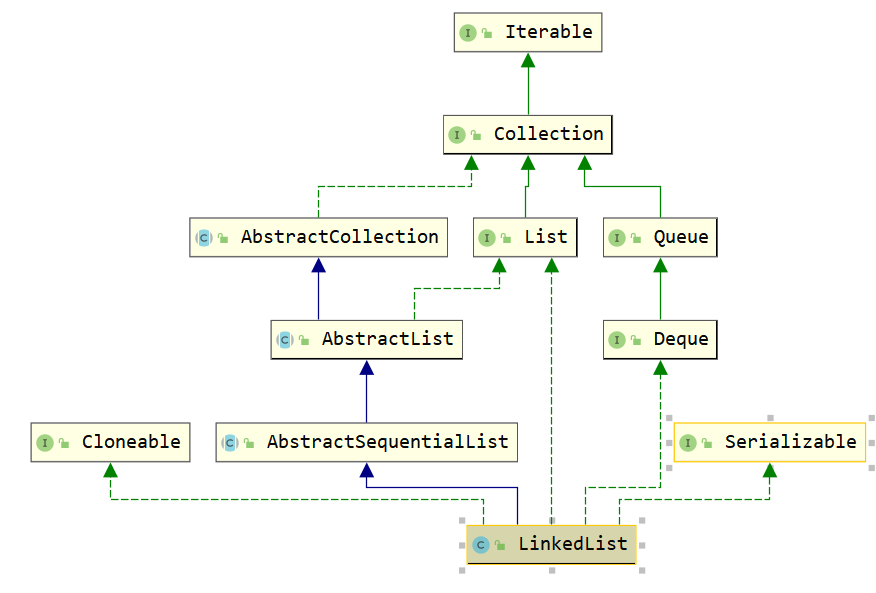 Iterable
Collection
AbstractCollection
List
Queue
AbstractList
Deque
Cloneable
AbstractSequentialList
Serializable
LinkedList